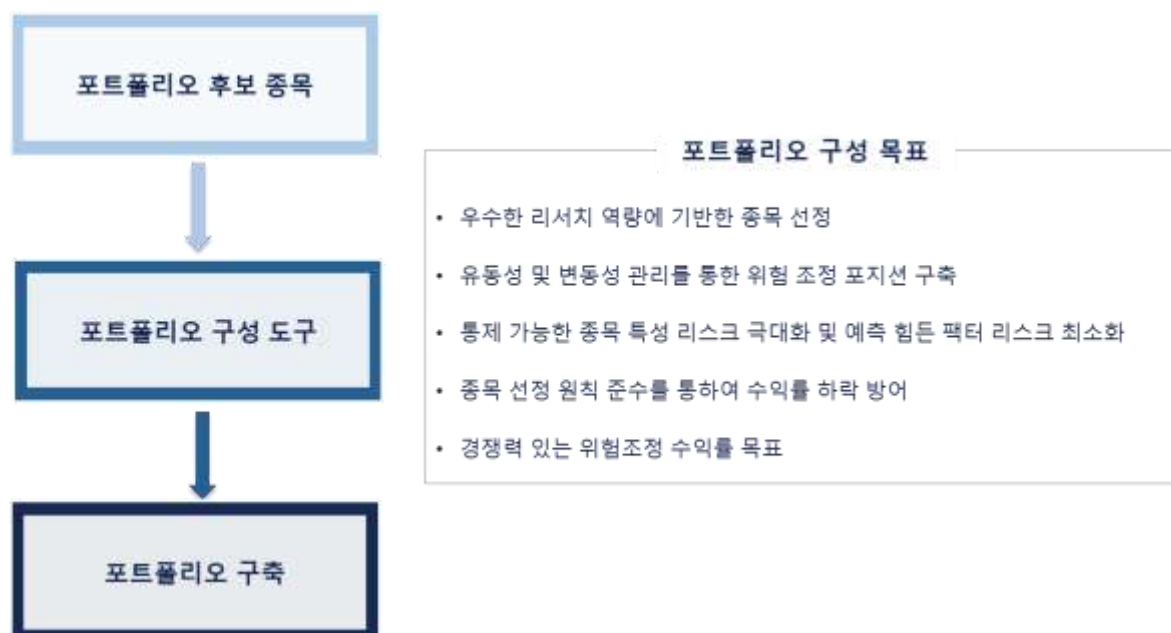 포트폴리오 후보 종목
포트폴리오 구성 도구
포트폴리오 구축
포트폴리오 구성 목표
• 우수한 리서치 역량에 기반한 종목 선정
• 유동성 및 변동성 관리를 통한 위험 조정 포지션 구축
• 통제 가능한 종목 특성 리스크 극대화 및 예측 힘든 팩터 리스크 최소화
• 종목 선정 원칙 준수를 통하여 수익률 하락 방어
• 경쟁력 있는 위험조정 수익률 목표